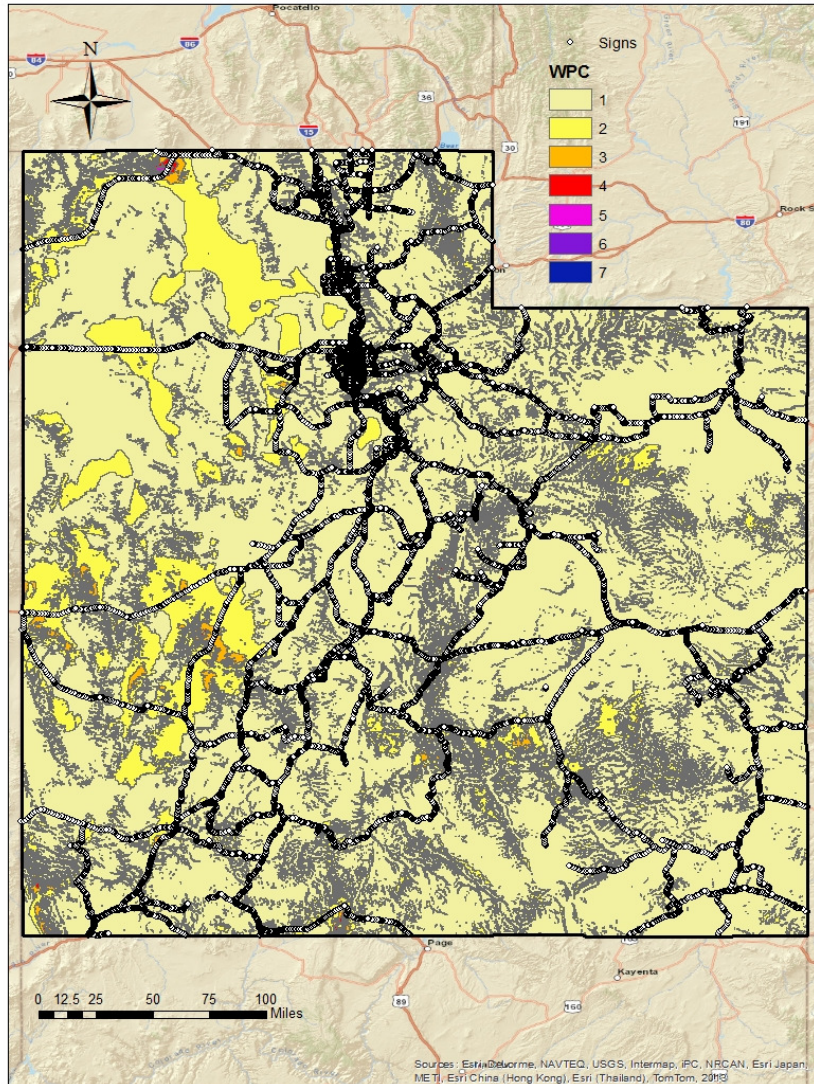 Pocatello
86
84
N
15
36
30
191
80
Rock S
Signs
WPC
1
2
3
4
5
6
7
Page
Kayenta
89
160
0 12.5 25 50 75 100
Miles
Sources: Esri, DeLorme, NAVTEQ, USGS, Intermap, iPC, NRCAN, Esri Japan,
METI, Esri China (Hong Kong), Esri (Thailand), TomTom, 2013